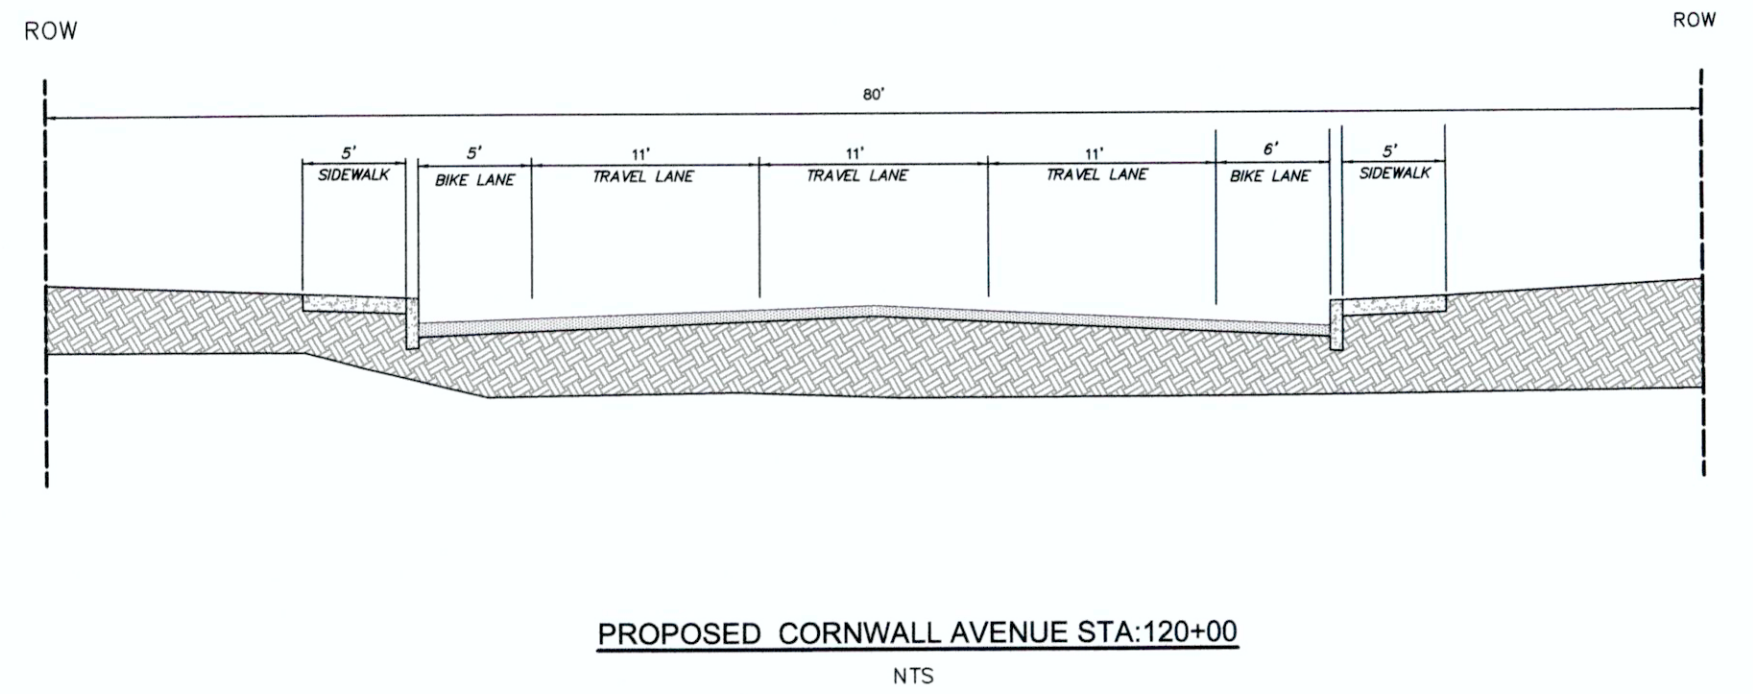 ROW
ROW
80'
5'
5'
11'
11'
11'
6'
5'
SIDEWALK
BIKE LANE
TRAVEL LANE
TRAVEL LANE
TRAVEL LANE
BIKE LANE
SIDEWALK
PROPOSED CORNWALL AVENUE STA:120+00
NTS